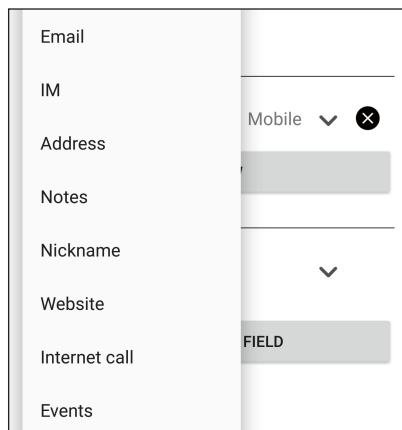 Email
IM
Mobile
Address
Notes
Nickname
Website
FIELD
Internet call
Events